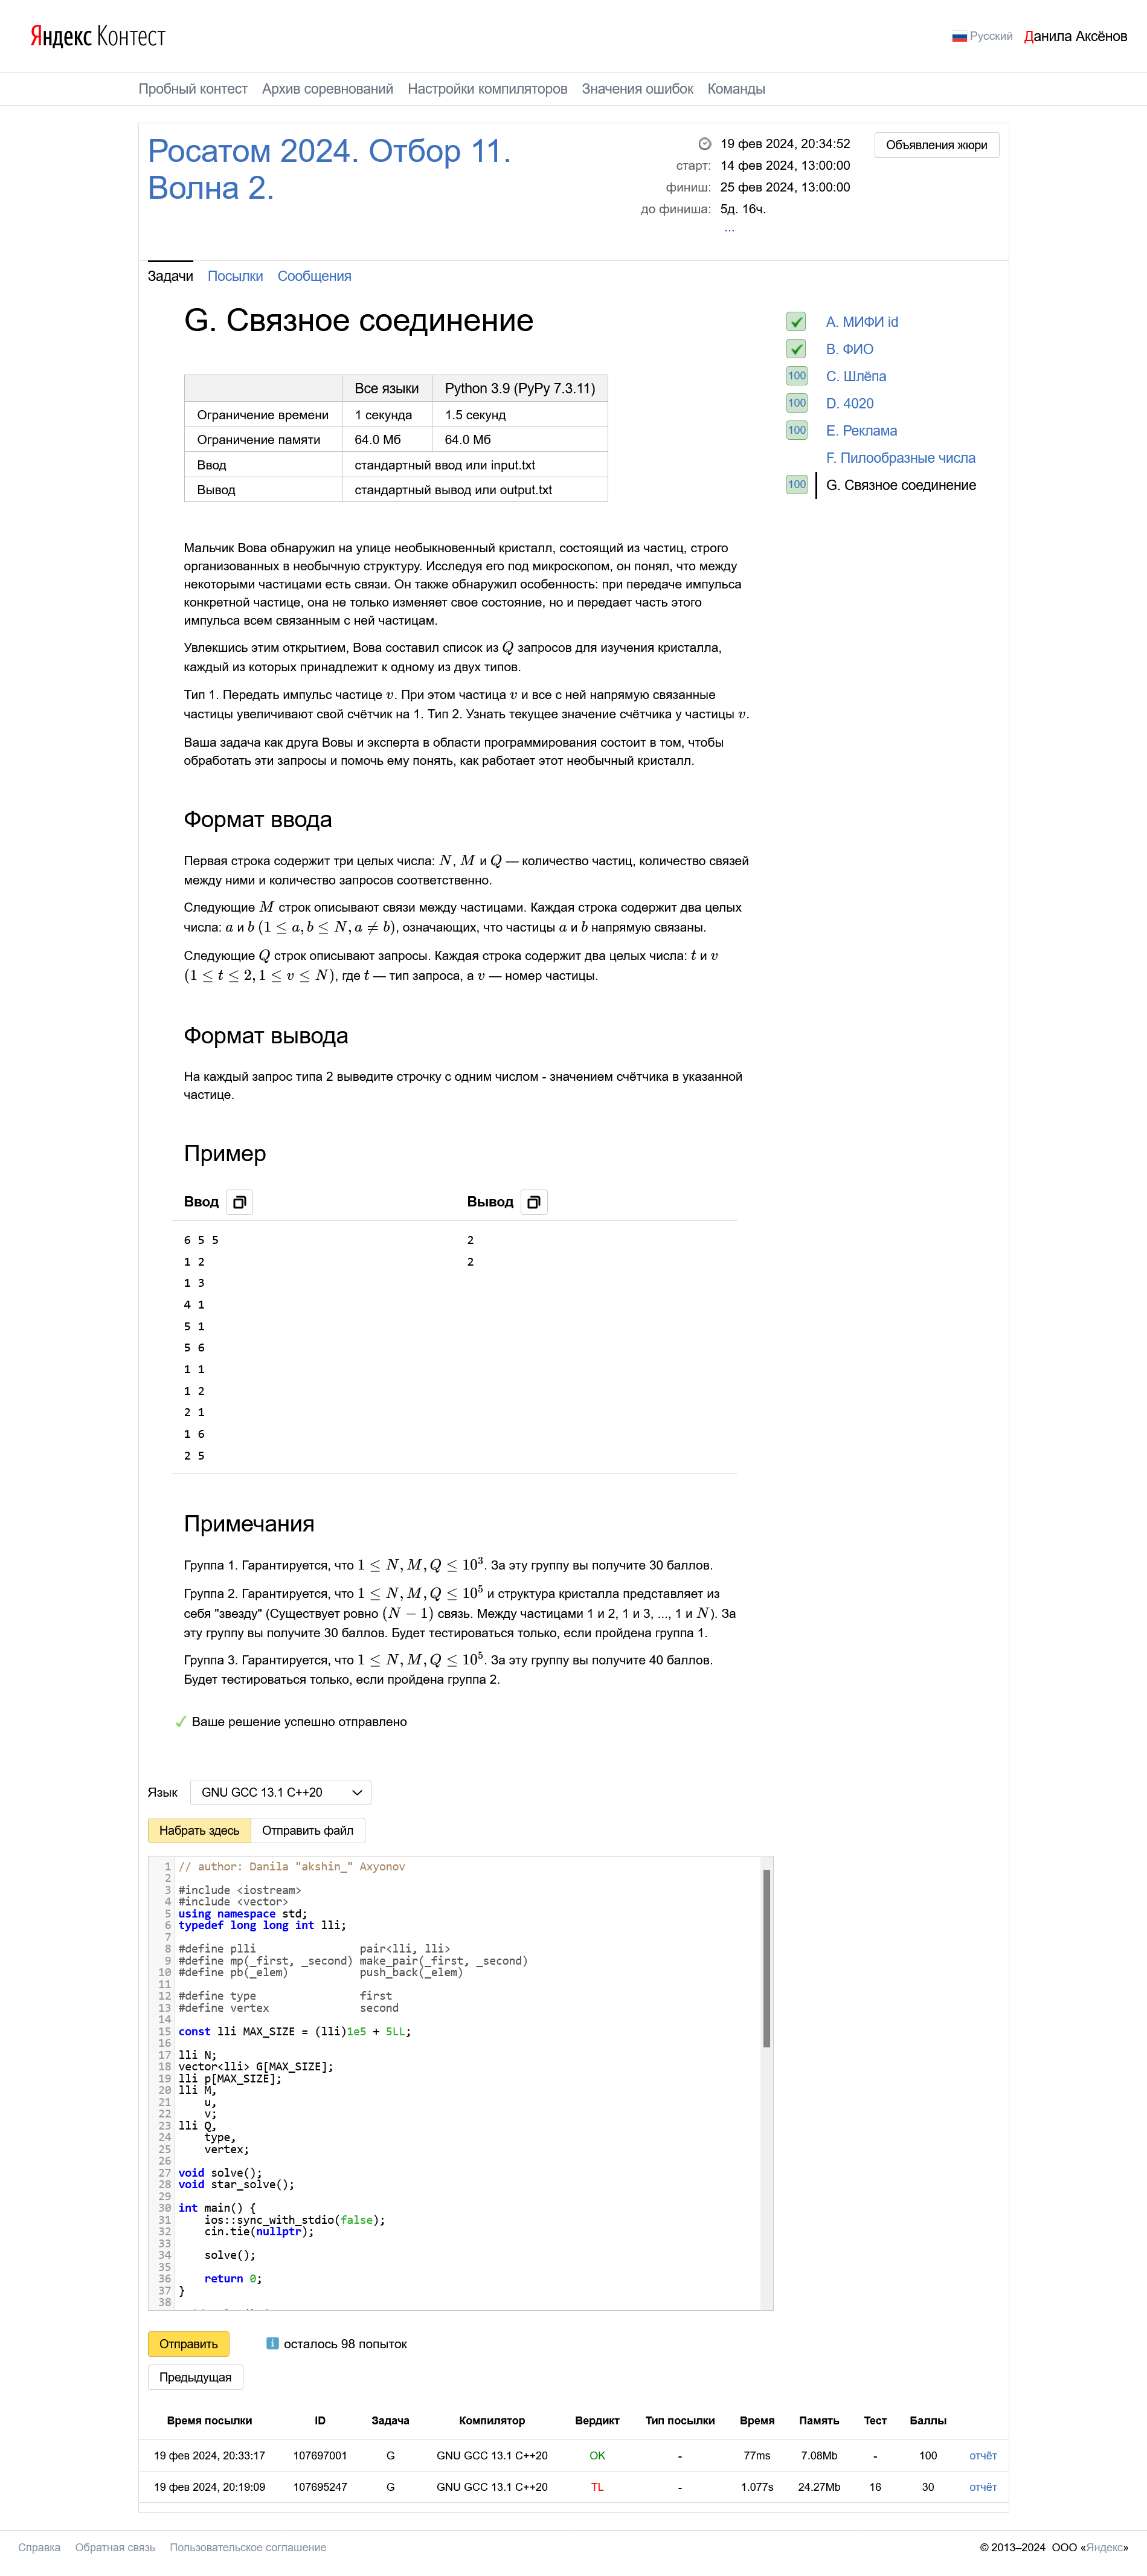 Яндекс Контест
Русский Данила Аксёнов
Пробный контест Архив соревнований Настройки компиляторов Значения ошибок Команды
Росатом 2024. Отбор 11.
Волна 2.
19 фев 2024, 20:34:52
старт: 14 фев 2024, 13:00:00
финиш: 25 фев 2024, 13:00:00
до финиша: 5д. 16ч.
...
Объявления жюри
Задачи Посылки Сообщения
G. Связное соединение
A. МИФИ id
B. ФИО
100 C. Шлёпа
100 D. 4020
100 E. Реклама
F. Пилообразные числа
100 G. Связное соединение
Все языки Python 3.9 (PyPy 7.3.11)
Ограничение времени 1 секунда 1.5 секунд
Ограничение памяти 64.0 Мб 64.0 Мб
Ввод стандартный ввод или input.txt
Вывод стандартный вывод или output.txt
Мальчик Вова обнаружил на улице необыкновенный кристалл, состоящий из частиц, строго
организованных в необычную структуру. Исследуя его под микроскопом, он понял, что между
некоторыми частицами есть связи. Он также обнаружил особенность: при передаче импульса
конкретной частице, она не только изменяет свое состояние, но и передает часть этого
импульса всем связанным с ней частицам.
Увлекшись этим открытием, Вова составил список из Q запросов для изучения кристалла,
каждый из которых принадлежит к одному из двух типов.
Тип 1. Передать импульс частице v. При этом частица v и все с ней напрямую связанные
частицы увеличивают свой счётчик на 1. Тип 2. Узнать текущее значение счётчика у частицы v.
Ваша задача как друга Вовы и эксперта в области программирования состоит в том, чтобы
обработать эти запросы и помочь ему понять, как работает этот необычный кристалл.
Формат ввода
Первая строка содержит три целых числа: N, M и Q — количество частиц, количество связей
между ними и количество запросов соответственно.
Следующие M строк описывают связи между частицами. Каждая строка содержит два целых
числа: a и b (1 ≤ a, b ≤ N, a ≠ b), означающих, что частицы a и b напрямую связаны.
Следующие Q строк описывают запросы. Каждая строка содержит два целых числа: t и v
(1 ≤ t ≤ 2, 1 ≤ v ≤ N), где t — тип запроса, а v — номер частицы.
Формат вывода
На каждый запрос типа 2 выведите строчку с одним числом - значением счётчика в указанной
частице.
Пример
Ввод Вывод
6 5 5 2
1 2 2
1 3
4 1
5 1
5 6
1 1
1 2
2 1
1 6
2 5
Примечания
Группа 1. Гарантируется, что 1 ≤ N, M, Q ≤ 10³. За эту группу вы получите 30 баллов.
Группа 2. Гарантируется, что 1 ≤ N, M, Q ≤ 10⁵ и структура кристалла представляет из
себя "звезду" (Существует ровно (N − 1) связь. Между частицами 1 и 2, 1 и 3, ..., 1 и N). За
эту группу вы получите 30 баллов. Будет тестироваться только, если пройдена группа 1.
Группа 3. Гарантируется, что 1 ≤ N, M, Q ≤ 10⁵. За эту группу вы получите 40 баллов.
Будет тестироваться только, если пройдена группа 2.
Ваше решение успешно отправлено
Язык GNU GCC 13.1 C++20
Набрать здесь Отправить файл
1 // author: Danila "akshin_" Axyonov
2
3 #include <iostream>
4 #include <vector>
5 using namespace std;
6 typedef long long int lli;
7
8 #define plli pair<lli, lli>
9 #define mp(_first, _second) make_pair(_first, _second)
10 #define pb(_elem) push_back(_elem)
11
12 #define type first
13 #define vertex second
14
15 const lli MAX_SIZE = (lli)1e5 + 5LL;
16
17 lli N;
18 vector<lli> G[MAX_SIZE];
19 lli p[MAX_SIZE];
20 lli M,
21 u,
22 v;
23 lli Q,
24 type,
25 vertex;
26
27 void solve();
28 void star_solve();
29
30 int main() {
31 ios::sync_with_stdio(false);
32 cin.tie(nullptr);
33
34 solve();
35
36 return 0;
37 }
38
Отправить осталось 98 попыток
Предыдущая
Время посылки ID Задача Компилятор Вердикт Тип посылки Время Память Тест Баллы
19 фев 2024, 20:33:17 107697001 G GNU GCC 13.1 C++20 OK - 77ms 7.08Mb - 100 отчёт
19 фев 2024, 20:19:09 107695247 G GNU GCC 13.1 C++20 TL - 1.077s 24.27Mb 16 30 отчёт
Справка Обратная связь Пользовательское соглашение © 2013–2024 ООО «Яндекс»